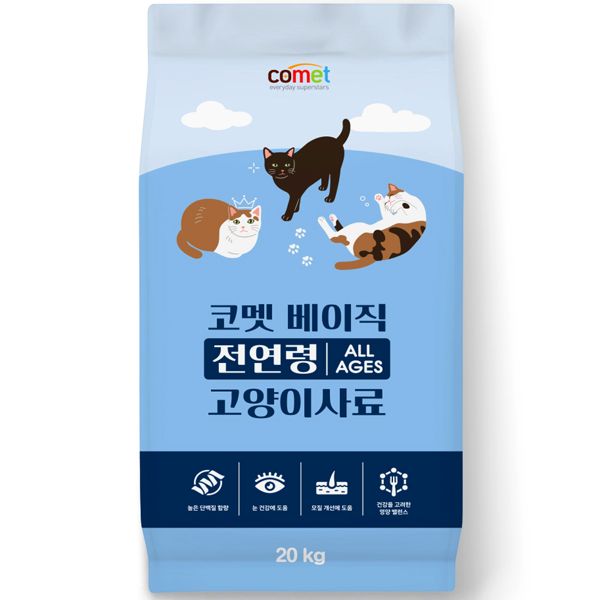 comet
everyday superstars
코멧 베이직
전연령 | ALL AGES
고양이사료
높은 단백질 함량
눈 건강에 도움
모질 개선에 도움
건강을 고려한
영양 밸런스
20 kg